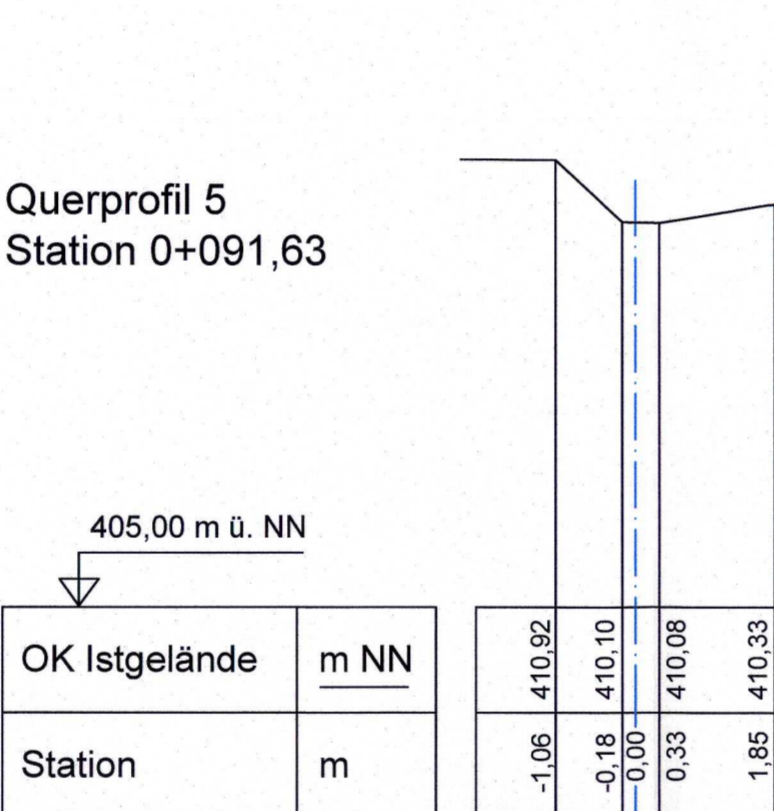 Querprofil 5
Station 0+091,63
405,00 m ü. NN
OK Istgelände m NN 410,92 410,10 410,08 410,33
Station m -1,06 -0,18 0,00 0,33 1,85